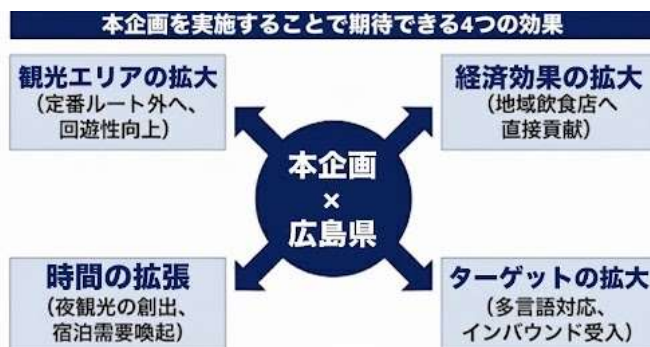 本企画を実施することで期待できる4つの効果
観光エリアの拡大
(定番ルート外へ、
回遊性向上)
経済効果の拡大
(地域飲食店へ
直接貢献)
本企画
×
広島県
時間の拡張
(夜観光の創出、
宿泊需要喚起)
ターゲットの拡大
(多言語対応、
インバウンド受入)